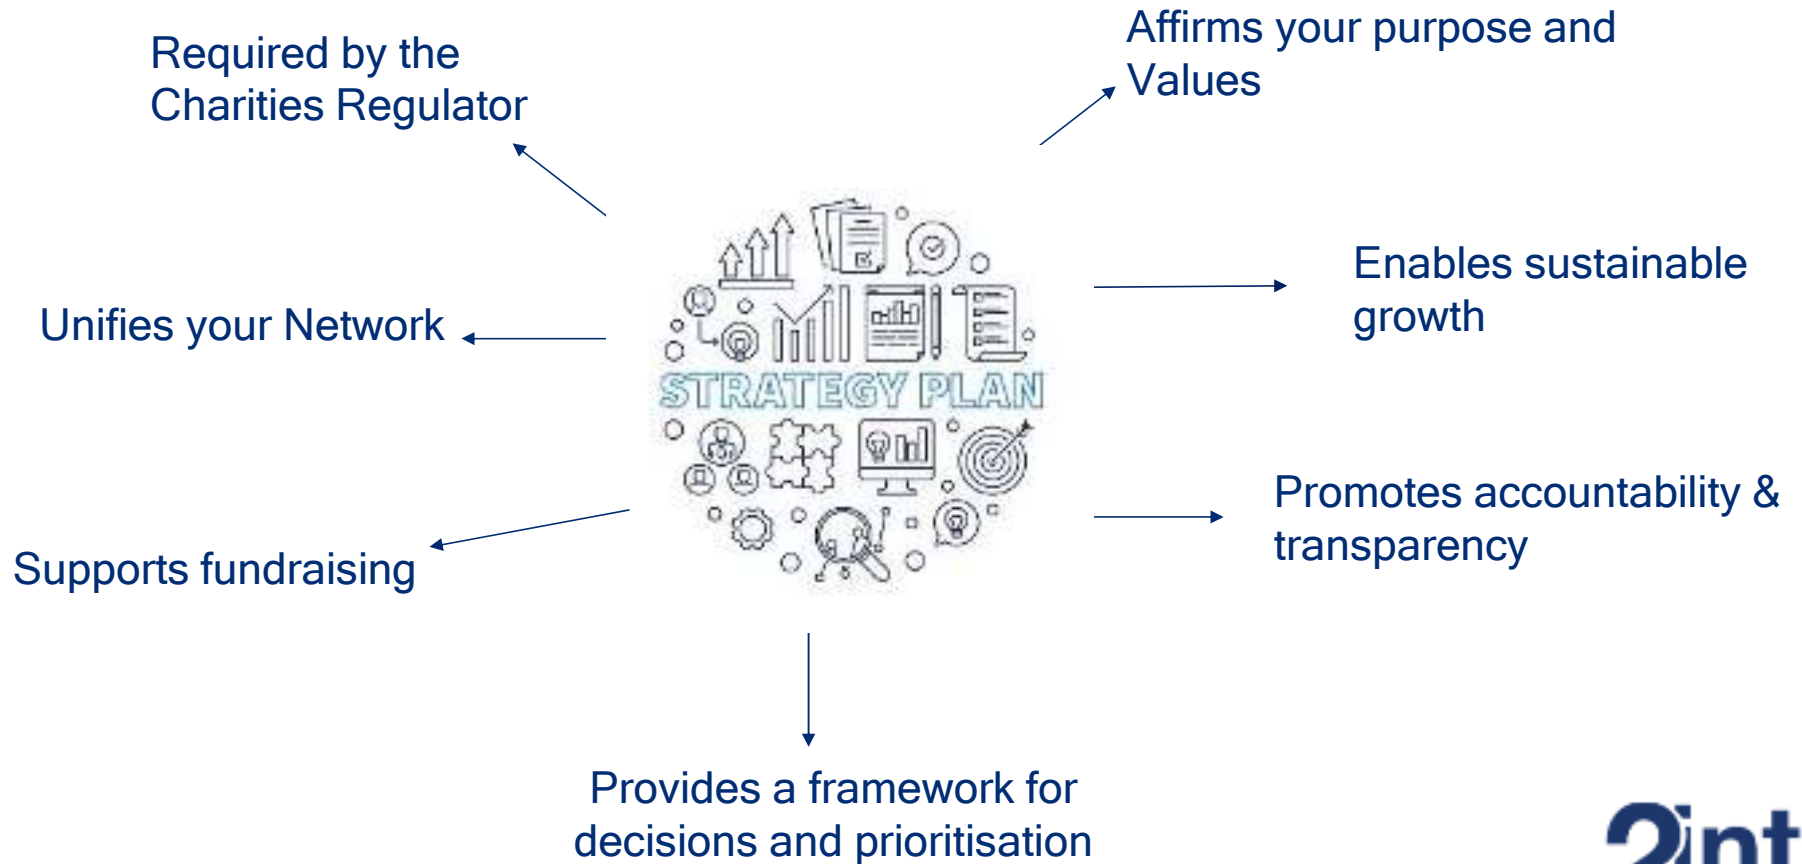 Required by the
Charities Regulator
Affirms your purpose and
Values
Unifies your Network
Enables sustainable
growth
STRATEGY PLAN
Supports fundraising
Promotes accountability &
transparency
Provides a framework for
decisions and prioritisation
2int